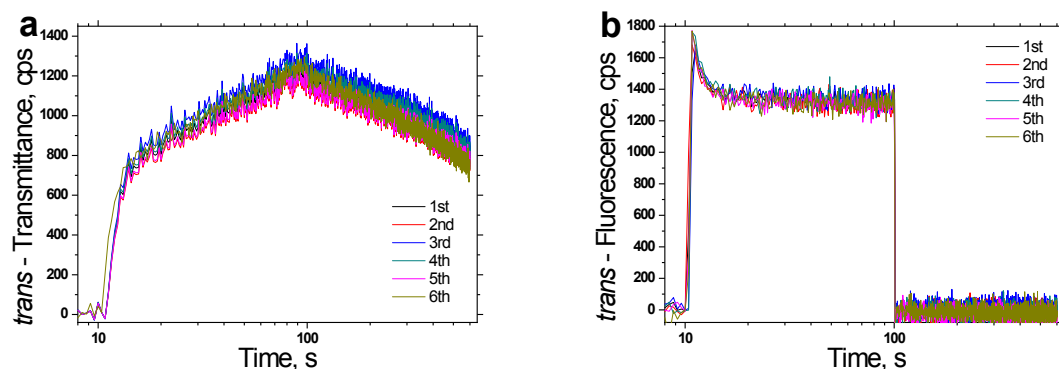 a
trans - Transmittance, cps
1400
1200
1000
800
600
400
200
0
10
100
Time, s
1st
2nd
3rd
4th
5th
6th
b
trans - Fluorescence, cps
1800
1600
1400
1200
1000
800
600
400
200
0
10
100
Time, s
1st
2nd
3rd
4th
5th
6th